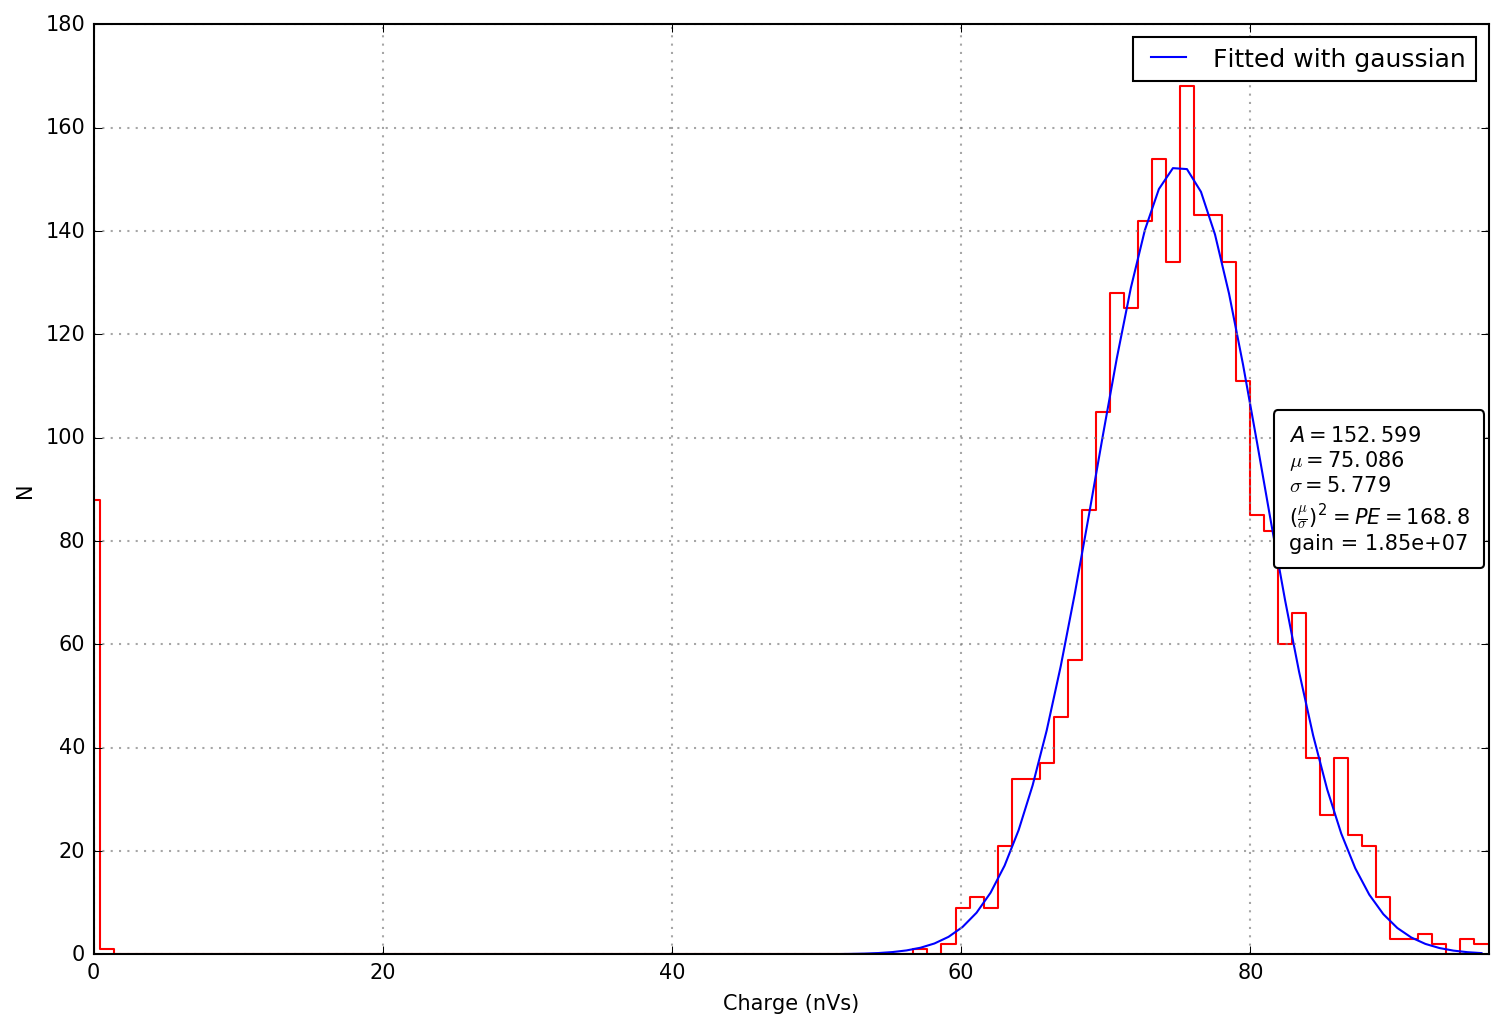 180
160
140
120
100
80
60
40
20
0
N
0 20 40 60 80
Charge (nVs)
Fitted with gaussian
A = 152.599
μ = 75.086
σ = 5.779
(μ/σ)² = PE = 168.8
gain = 1.85e+07